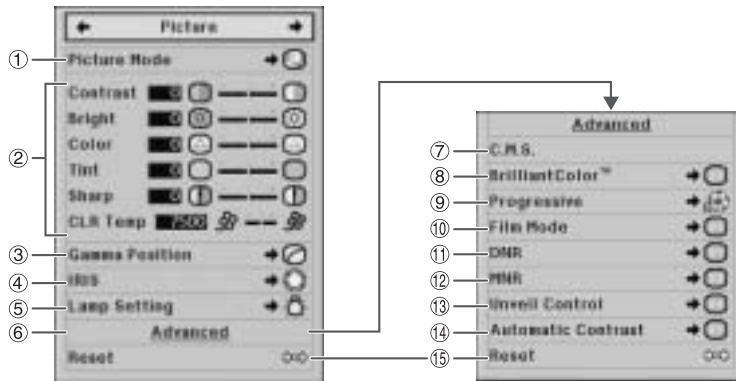 Picture
① Picture Mode
②
Contrast 0
Bright 0
Color 0
Tint 0
Sharp 0
CLR Temp 7500
③ Gamma Position
④ IRIS
⑤ Lamp Setting
⑥ Advanced
Reset
Advanced
⑦ C.M.S.
⑧ BrilliantColor™
⑨ Progressive
⑩ Film Mode
⑪ DNR
⑫ MNR
⑬ Unveil Control
⑭ Automatic Contrast
⑮ Reset